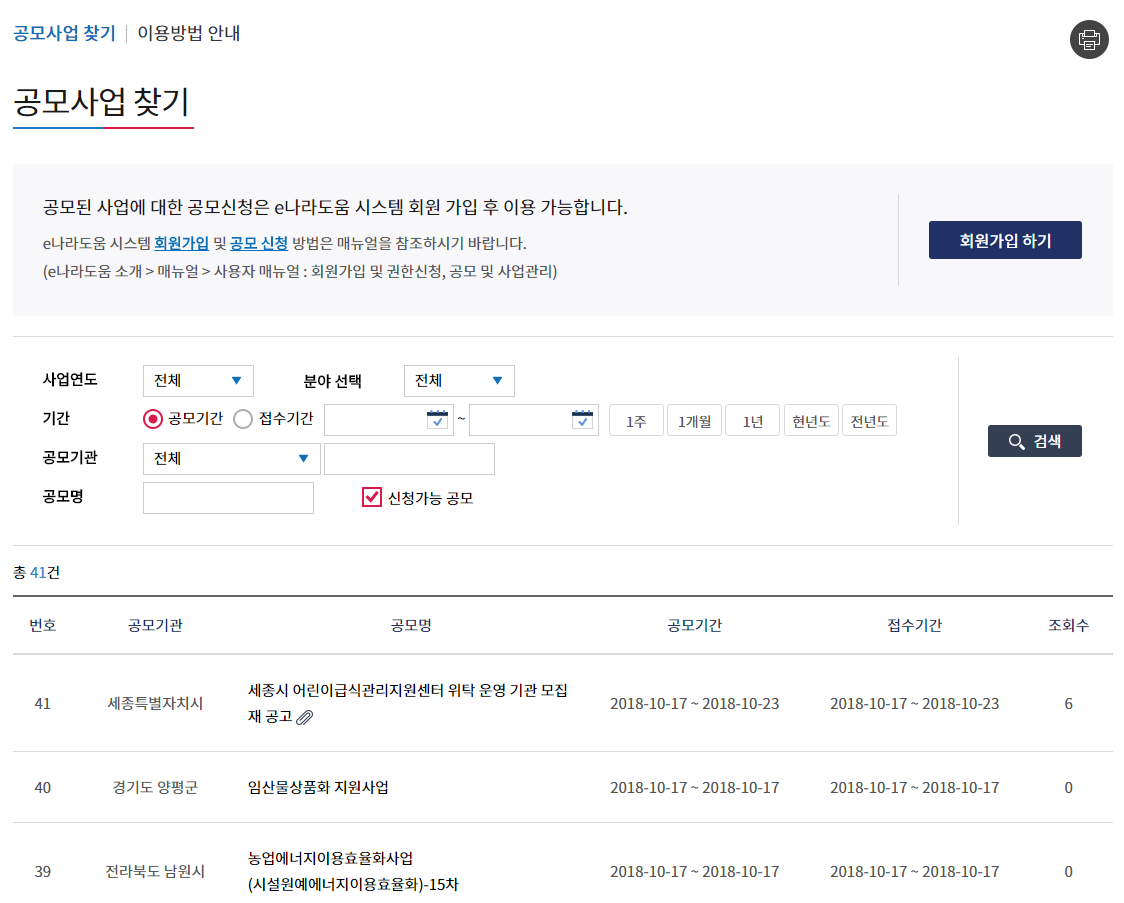 공모사업 찾기 | 이용방법 안내
공모사업 찾기
공모된 사업에 대한 공모신청은 e나라도움 시스템 회원 가입 후 이용 가능합니다.
e나라도움 시스템 회원가입 및 공모 신청 방법은 매뉴얼을 참조하시기 바랍니다.
(e나라도움 소개 > 매뉴얼 > 사용자 매뉴얼 : 회원가입 및 권한신청, 공모 및 사업관리)
회원가입 하기
사업연도 전체 분야 선택 전체
기간 공모기간 접수기간 ~ 1주 1개월 1년 현년도 전년도
공모기관 전체
검색
공모명 신청가능 공모
총 41건
번호 공모기관 공모명 공모기간 접수기간 조회수
41 세종특별자치시 세종시 어린이급식관리지원센터 위탁 운영 기관 모집 2018-10-17 ~ 2018-10-23 2018-10-17 ~ 2018-10-23 6
재 공고
40 경기도 양평군 임산물상품화 지원사업 2018-10-17 ~ 2018-10-17 2018-10-17 ~ 2018-10-17 0
39 전라북도 남원시 농업에너지이용효율화사업 2018-10-17 ~ 2018-10-17 2018-10-17 ~ 2018-10-17 0
(시설원예에너지이용효율화)-15차